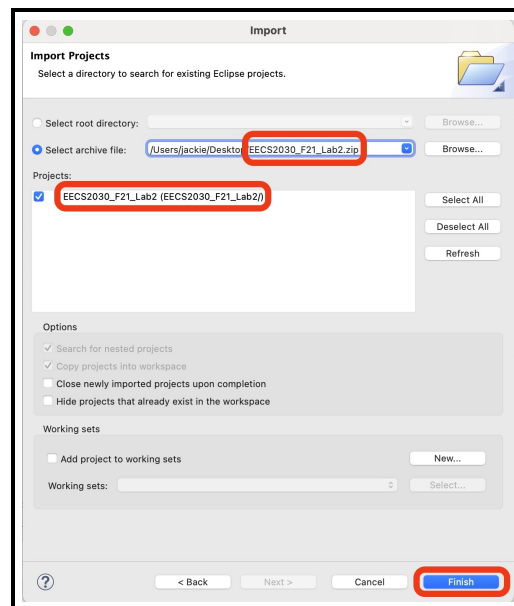 Import
Import Projects
Select a directory to search for existing Eclipse projects.
Select root directory:
Browse...
Select archive file:
/Users/jackie/Desktop/EECS2030_F21_Lab2.zip
Browse...
Projects:
EECS2030_F21_Lab2 (EECS2030_F21_Lab2/)
Select All
Deselect All
Refresh
Options
Search for nested projects
Copy projects into workspace
Close newly imported projects upon completion
Hide projects that already exist in the workspace
Working sets
Add project to working sets
New...
Working sets:
Select...
?
< Back
Next >
Cancel
Finish